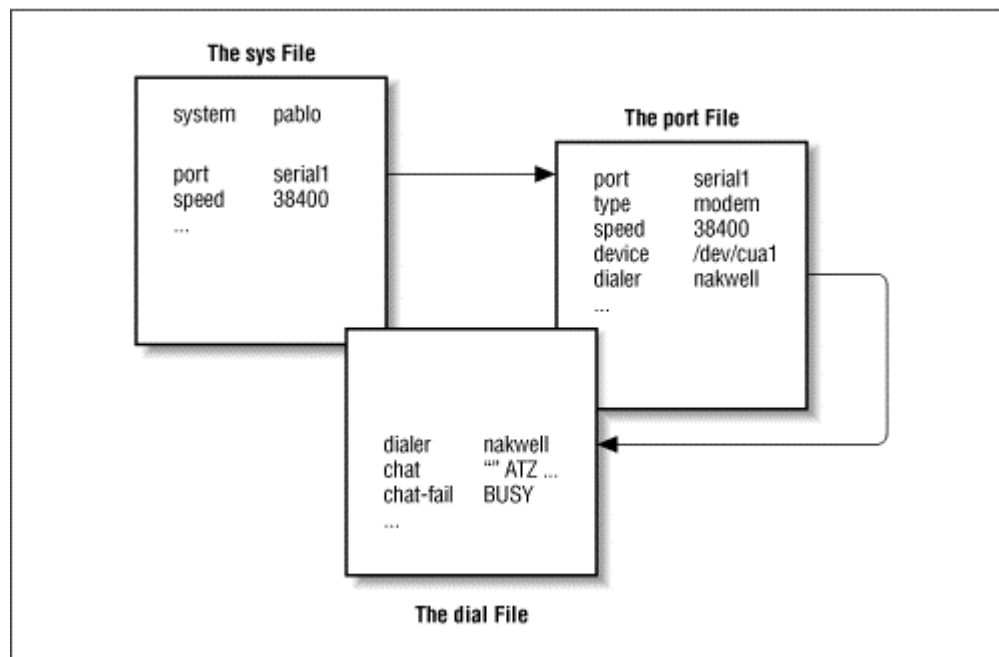 The sys File
system pablo
port serial1
speed 38400
...
The port File
port serial1
type modem
speed 38400
device /dev/cua1
dialer nakwell
...
dialer nakwell
chat “” ATZ ...
chat-fail BUSY
...
The dial File